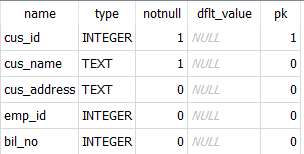 name type notnull dflt_value pk
cus_id INTEGER 1 NULL 1
cus_name TEXT 1 NULL 0
cus_address TEXT 0 NULL 0
emp_id INTEGER 0 NULL 0
bil_no INTEGER 0 NULL 0